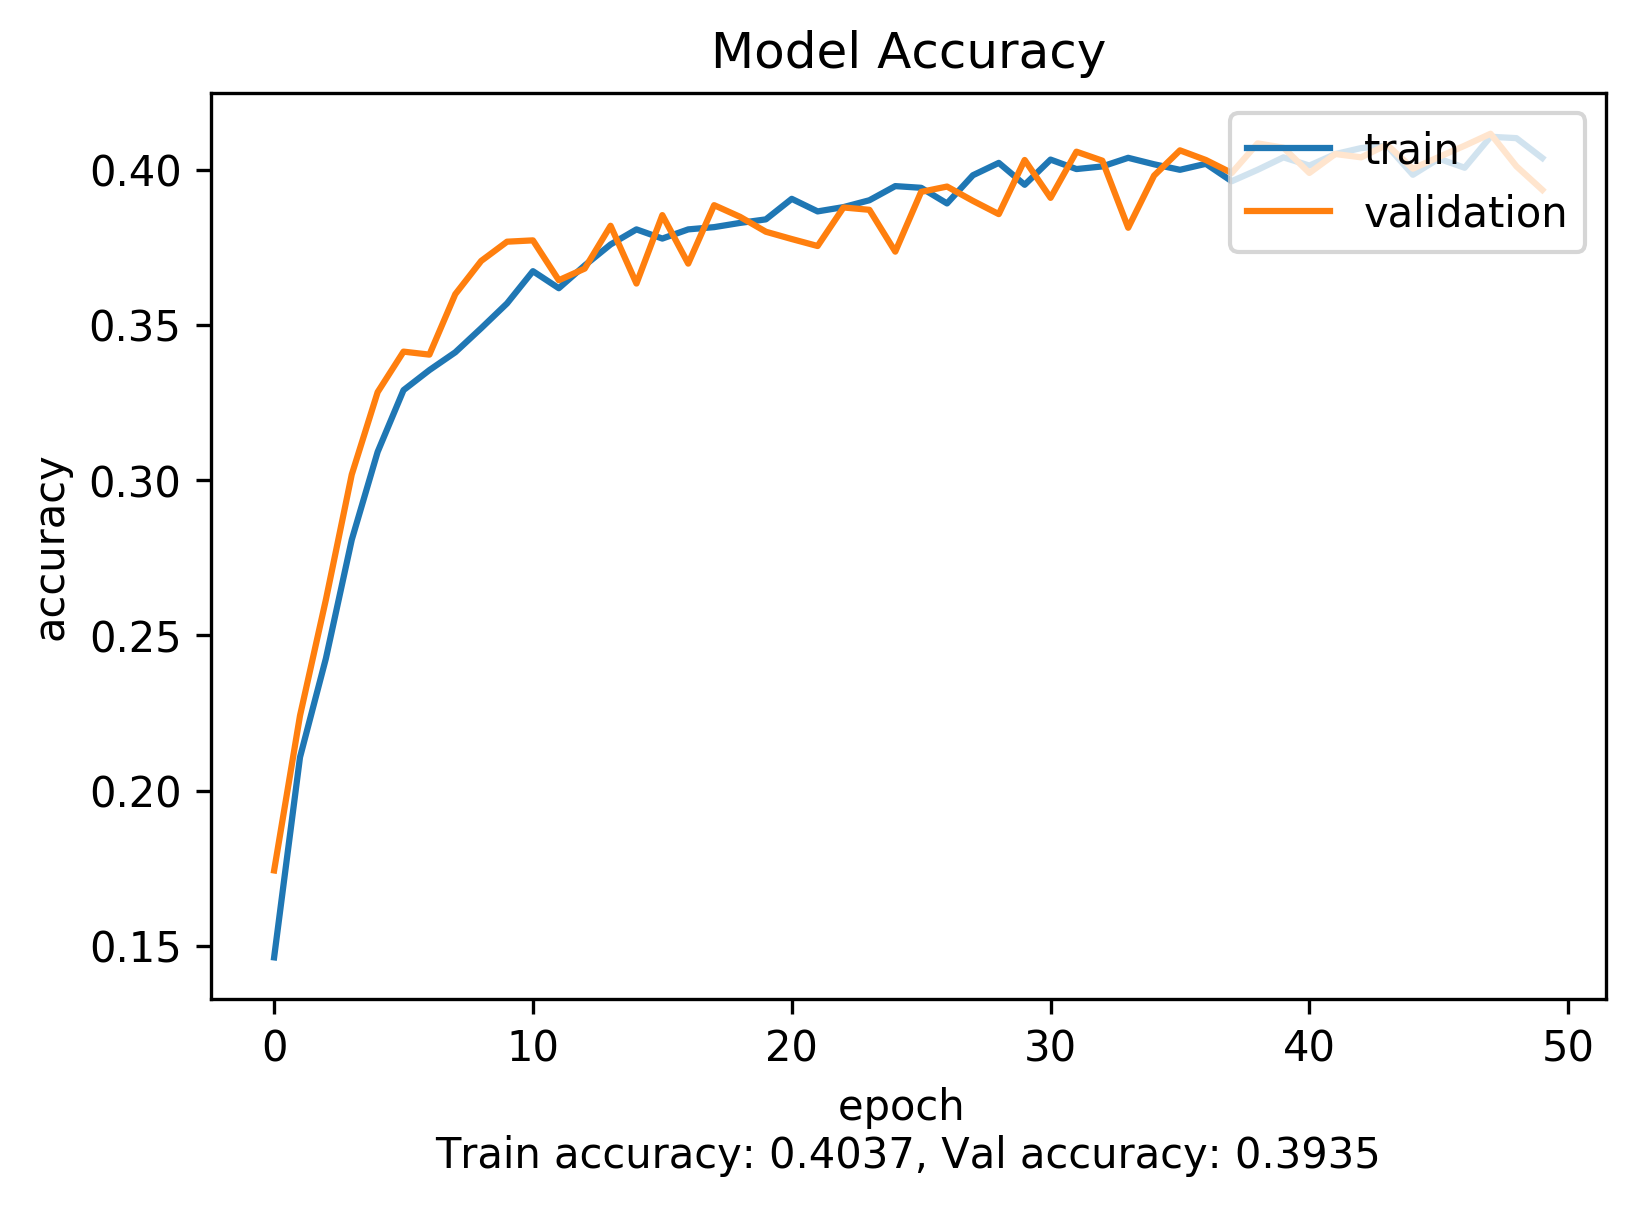 Model Accuracy
train
validation
0.40
0.35
0.30
0.25
0.20
0.15
accuracy
0 10 20 30 40 50
epoch
Train accuracy: 0.4037, Val accuracy: 0.3935